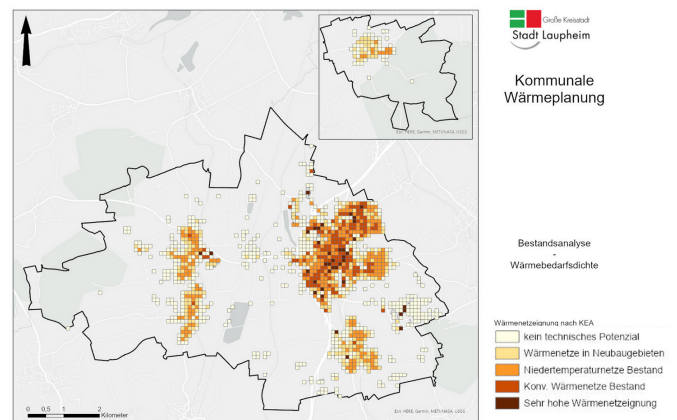 Große Kreisstadt
Stadt Laupheim
Kommunale
Wärmeplanung
Esri, HERE, Garmin, METI/NASA, USGS
Bestandsanalyse
-
Wärmebedarfsdichte
Wärmenetzeignung nach KEA
kein technisches Potenzial
Wärmenetze in Neubaugebieten
Niedertemperaturnetze Bestand
Konv. Wärmenetze Bestand
Sehr hohe Wärmenetzeignung
0 0,5 1 2
Kilometer
Esri, HERE, Garmin, METI/NASA, USGS